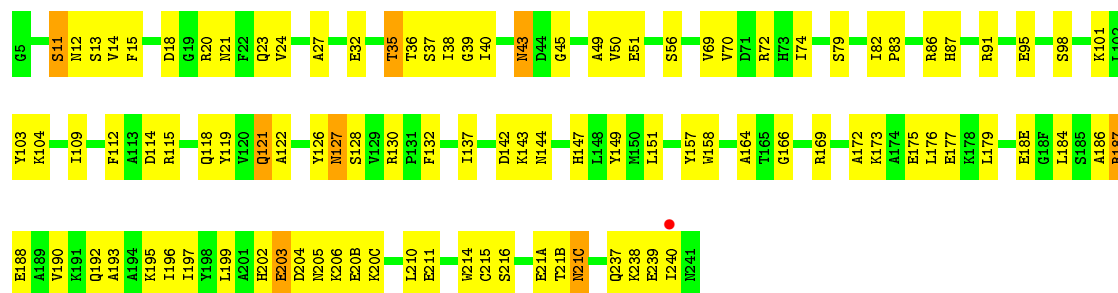 G5 S11 N12 S13 V14 F15 D18 G19 R20 N21 F22 Q23 V24 A27 E32 T35 T36 S37 I38 G39 I40 N43 D44 G45 A49 V50 E51 S56 V69 V70 D71 R72 H73 I74 S79 I82 P83 R86 H87 R91 E95 S98 K101 L102
Y103 K104 I109 F112 A113 D114 R115 Q118 Y119 V120 Q121 A122 Y126 N127 S128 V129 R130 P131 F132 I137 D142 K143 N144 H147 L148 Y149 M150 L151 Y157 W158 A164 T165 G166 R169 A172 K173 A174 E175 L176 E177 K178 L179 E18E G18F L184 S185 A186 R187
E188 A189 V190 K191 Q192 A193 A194 K195 I196 I197 Y198 L199 A201 H202 E203 D204 N205 K206 E20B K20C L210 E211 W214 C215 S216 E21A T21B N21C Q237 K238 E239 I240 N241